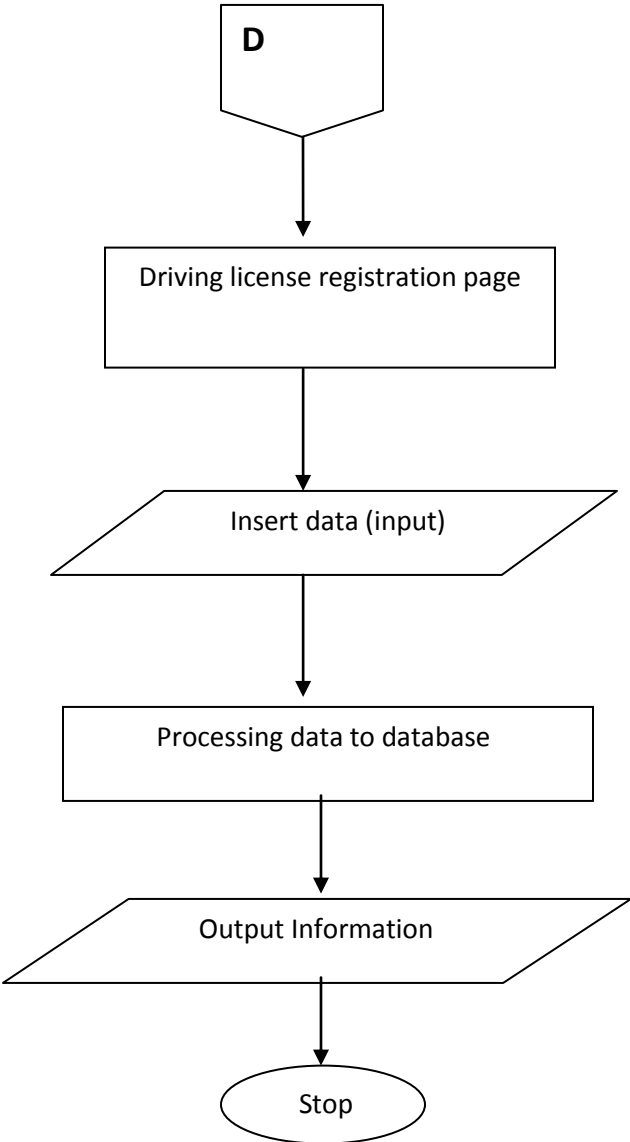 D
Driving license registration page
Insert data (input)
Processing data to database
Output Information
Stop